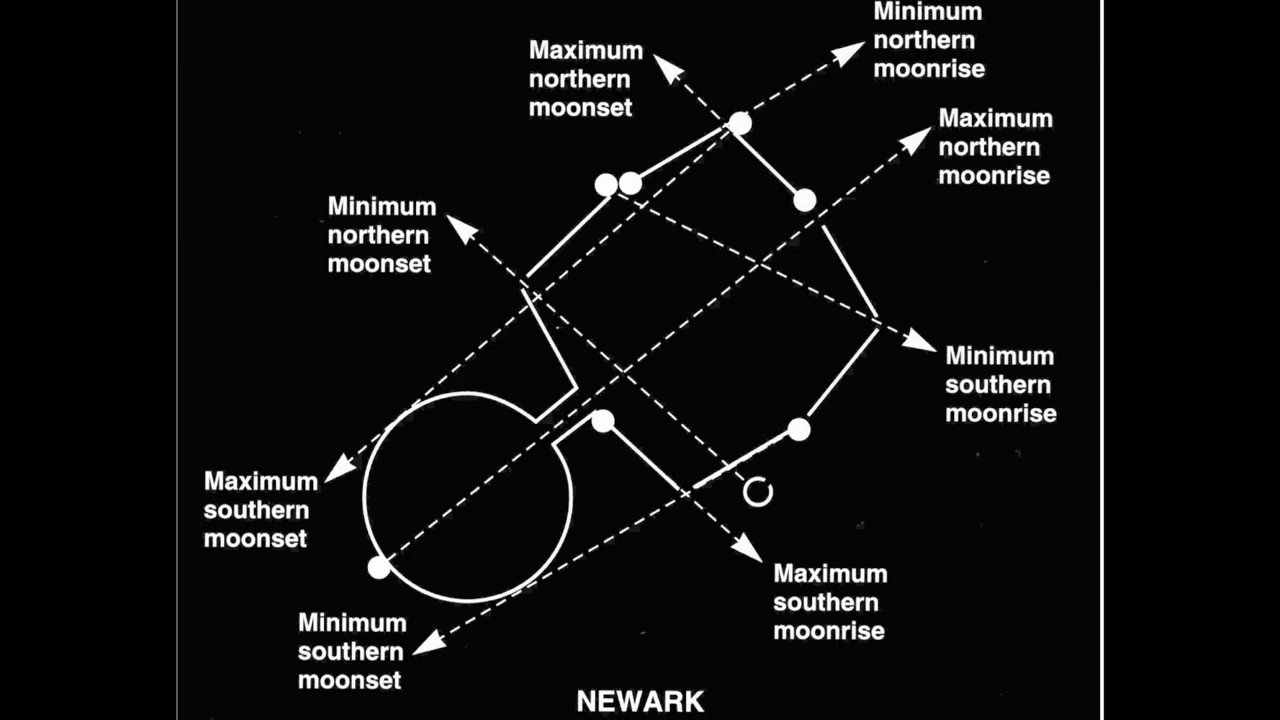 Minimum
northern
moonrise
Maximum
northern
moonset
Maximum
northern
moonrise
Minimum
northern
moonset
Minimum
southern
moonrise
Maximum
southern
moonset
Maximum
southern
moonrise
Minimum
southern
moonset
NEWARK